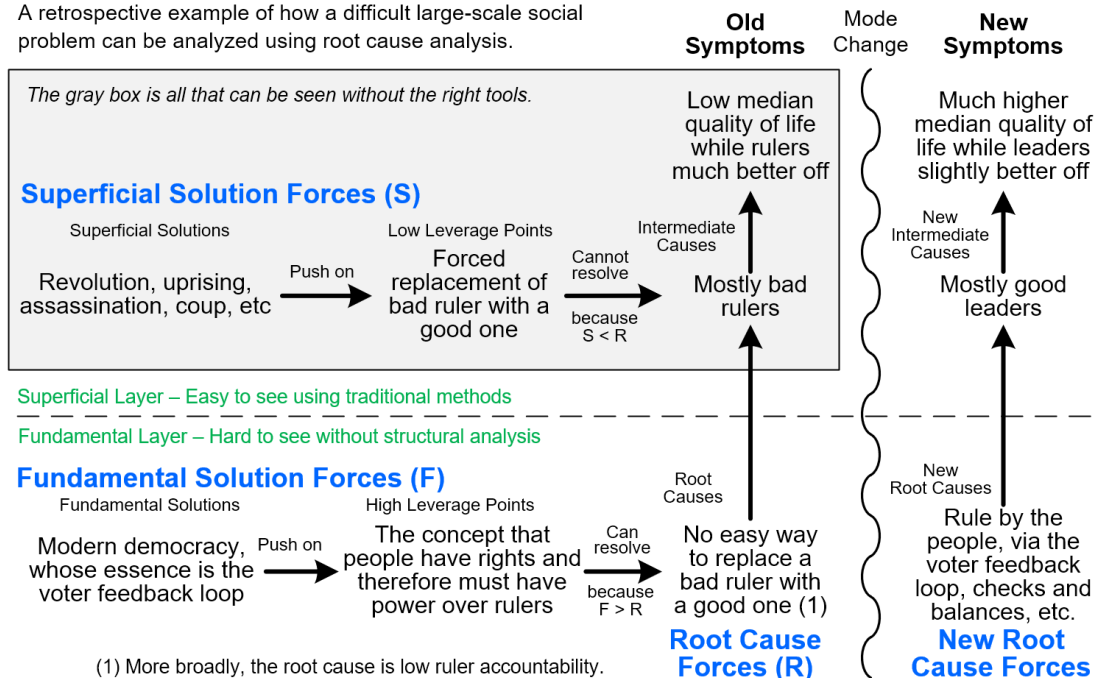 A retrospective example of how a difficult large-scale social
problem can be analyzed using root cause analysis.
Old
Symptoms
Mode
Change
New
Symptoms
The gray box is all that can be seen without the right tools.
Low median
quality of life
while rulers
much better off
Much higher
median quality of
life while leaders
slightly better off
Superficial Solution Forces (S)
Superficial Solutions
Revolution, uprising,
assassination, coup, etc
Push on
Low Leverage Points
Forced
replacement of
bad ruler with a
good one
Cannot
resolve
because
S < R
Intermediate
Causes
Mostly bad
rulers
New
Intermediate
Causes
Mostly good
leaders
Superficial Layer – Easy to see using traditional methods
Fundamental Layer – Hard to see without structural analysis
Fundamental Solution Forces (F)
Fundamental Solutions
Modern democracy,
whose essence is the
voter feedback loop
Push on
High Leverage Points
The concept that
people have rights and
therefore must have
power over rulers
Can
resolve
because
F > R
Root
Causes
No easy way
to replace a
bad ruler with
a good one (1)
Root Cause
Forces (R)
New
Root Causes
Rule by the
people, via the
voter feedback
loop, checks and
balances, etc.
New Root
Cause Forces
(1) More broadly, the root cause is low ruler accountability.